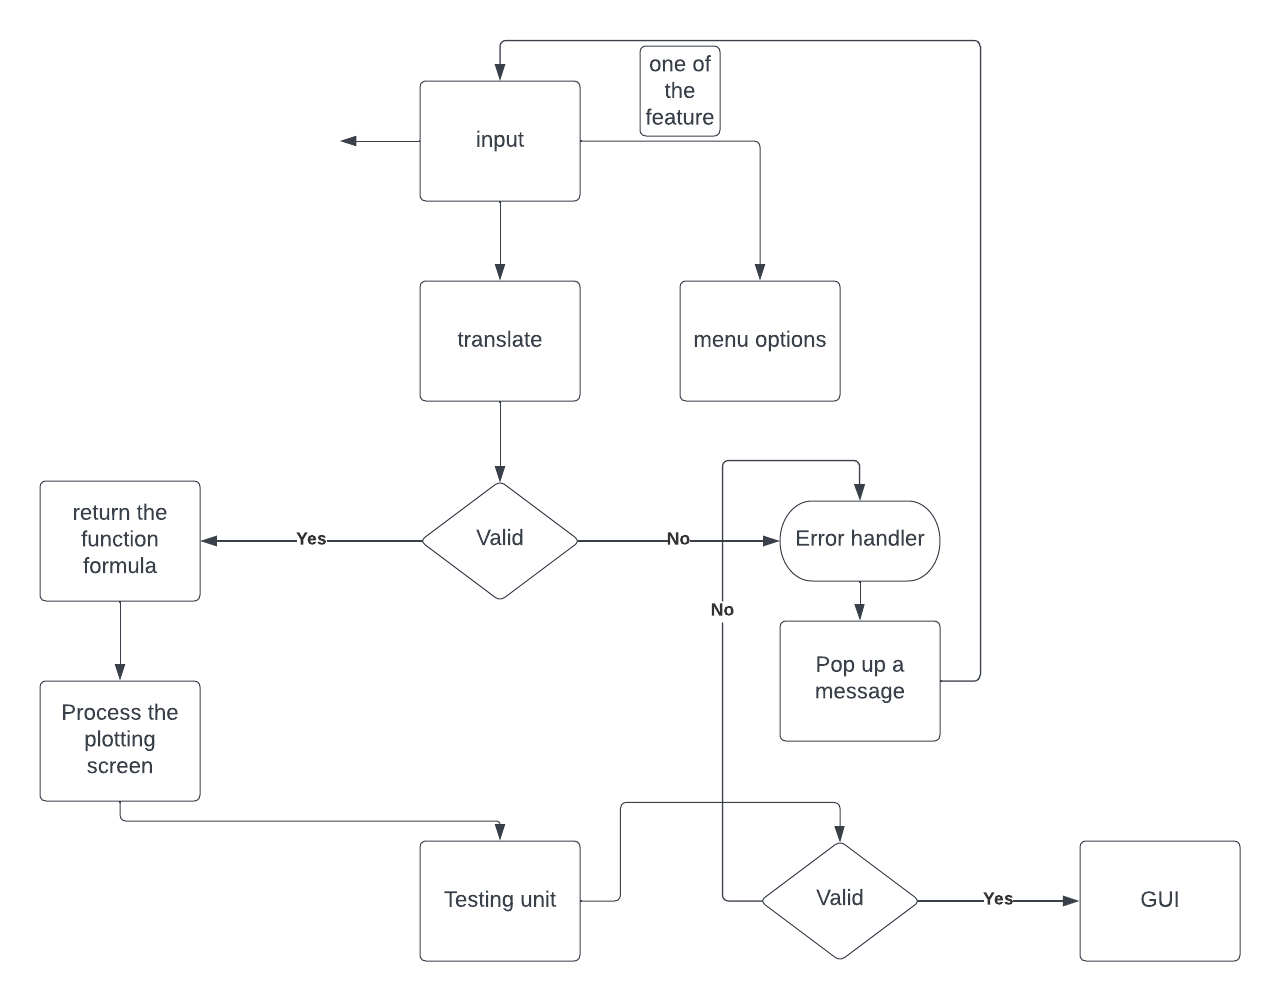 one of
the
feature
input
translate
menu options
return the
function
formula
Yes
Valid
No
Error handler
No
Pop up a
message
Process the
plotting
screen
Testing unit
Valid
Yes
GUI